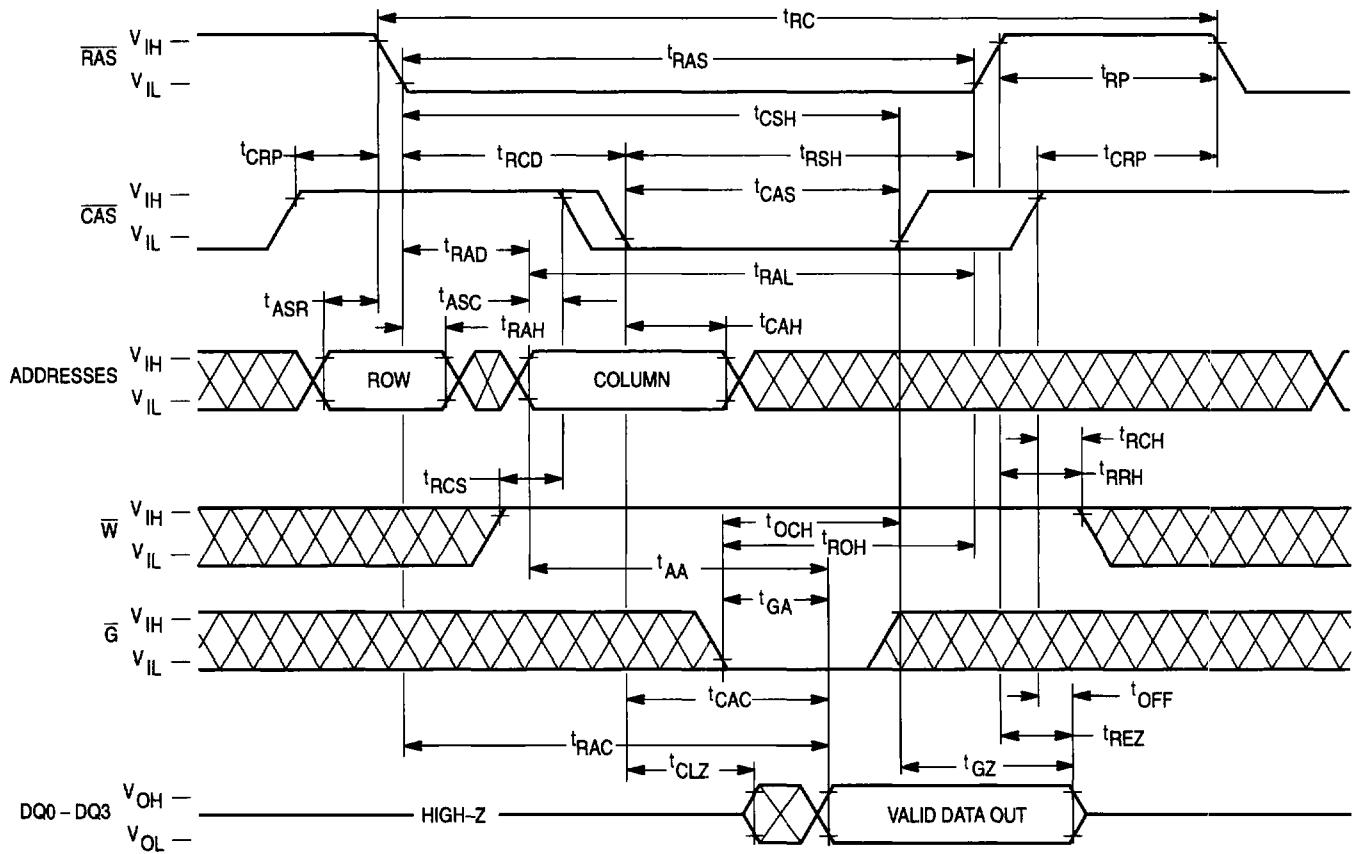 tRC
RAS VIH
VIL
tRAS
tRP
tCSH
tCRP
tRCD
tRSH
tCRP
CAS VIH
VIL
tCAS
tRAD
tRAL
tASR
tASC
tRAH
tCAH
ADDRESSES VIH
VIL
ROW
COLUMN
tRCH
tRCS
tRRH
W VIH
VIL
tOCH
tROH
tAA
tGA
G VIH
VIL
tCAC
tOFF
tRAC
tREZ
tCLZ
tGZ
DQ0 – DQ3 VOH
VOL
HIGH–Z
VALID DATA OUT